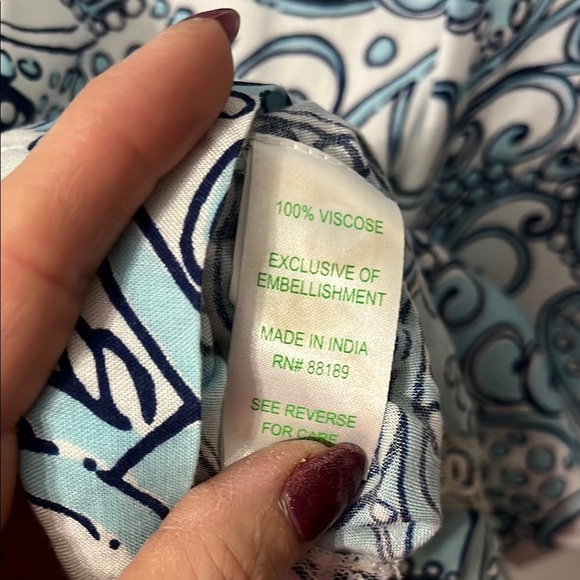 100% VISCOSE
EXCLUSIVE OF
EMBELLISHMENT
MADE IN INDIA
RN# 88189
SEE REVERSE
FOR CARE